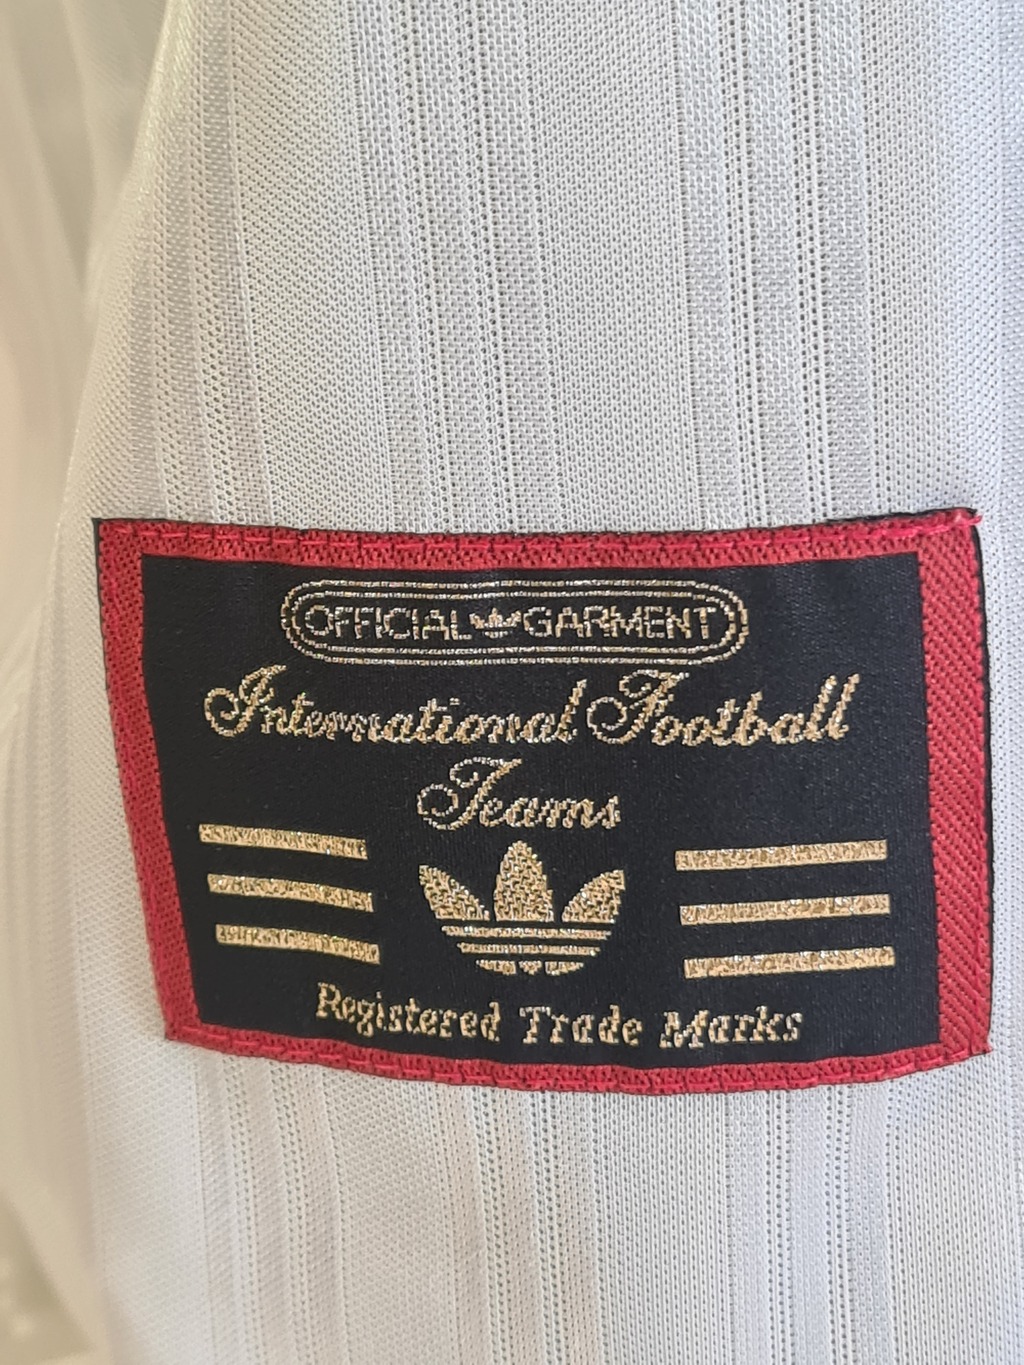 OFFICIAL GARMENT
International Football
Teams
Registered Trade Marks